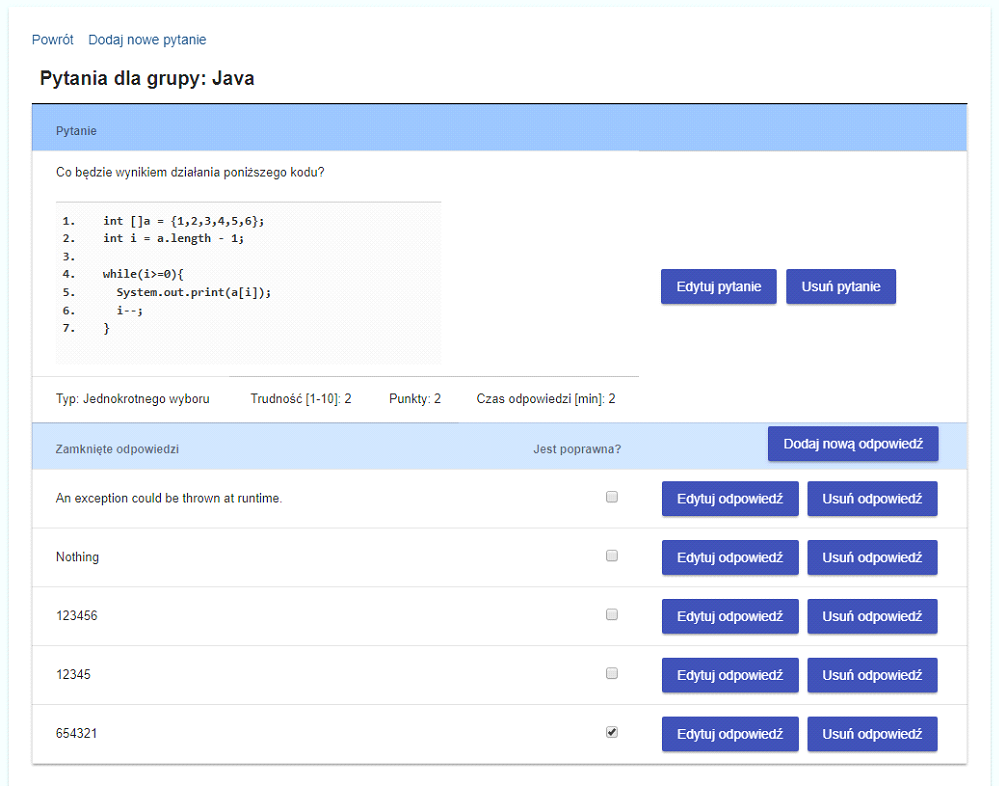 Powrót Dodaj nowe pytanie
Pytania dla grupy: Java
Pytanie
Co będzie wynikiem działania poniższego kodu?
1. int []a = {1,2,3,4,5,6};
2. int i = a.length - 1;
3.
4. while(i>=0){
5. System.out.print(a[i]);
6. i--;
7. }
Edytuj pytanie Usuń pytanie
Typ: Jednokrotnego wyboru Trudność [1-10]: 2 Punkty: 2 Czas odpowiedzi [min]: 2
Zamknięte odpowiedzi Jest poprawna? Dodaj nową odpowiedź
An exception could be thrown at runtime. Edytuj odpowiedź Usuń odpowiedź
Nothing Edytuj odpowiedź Usuń odpowiedź
123456 Edytuj odpowiedź Usuń odpowiedź
12345 Edytuj odpowiedź Usuń odpowiedź
654321 Edytuj odpowiedź Usuń odpowiedź